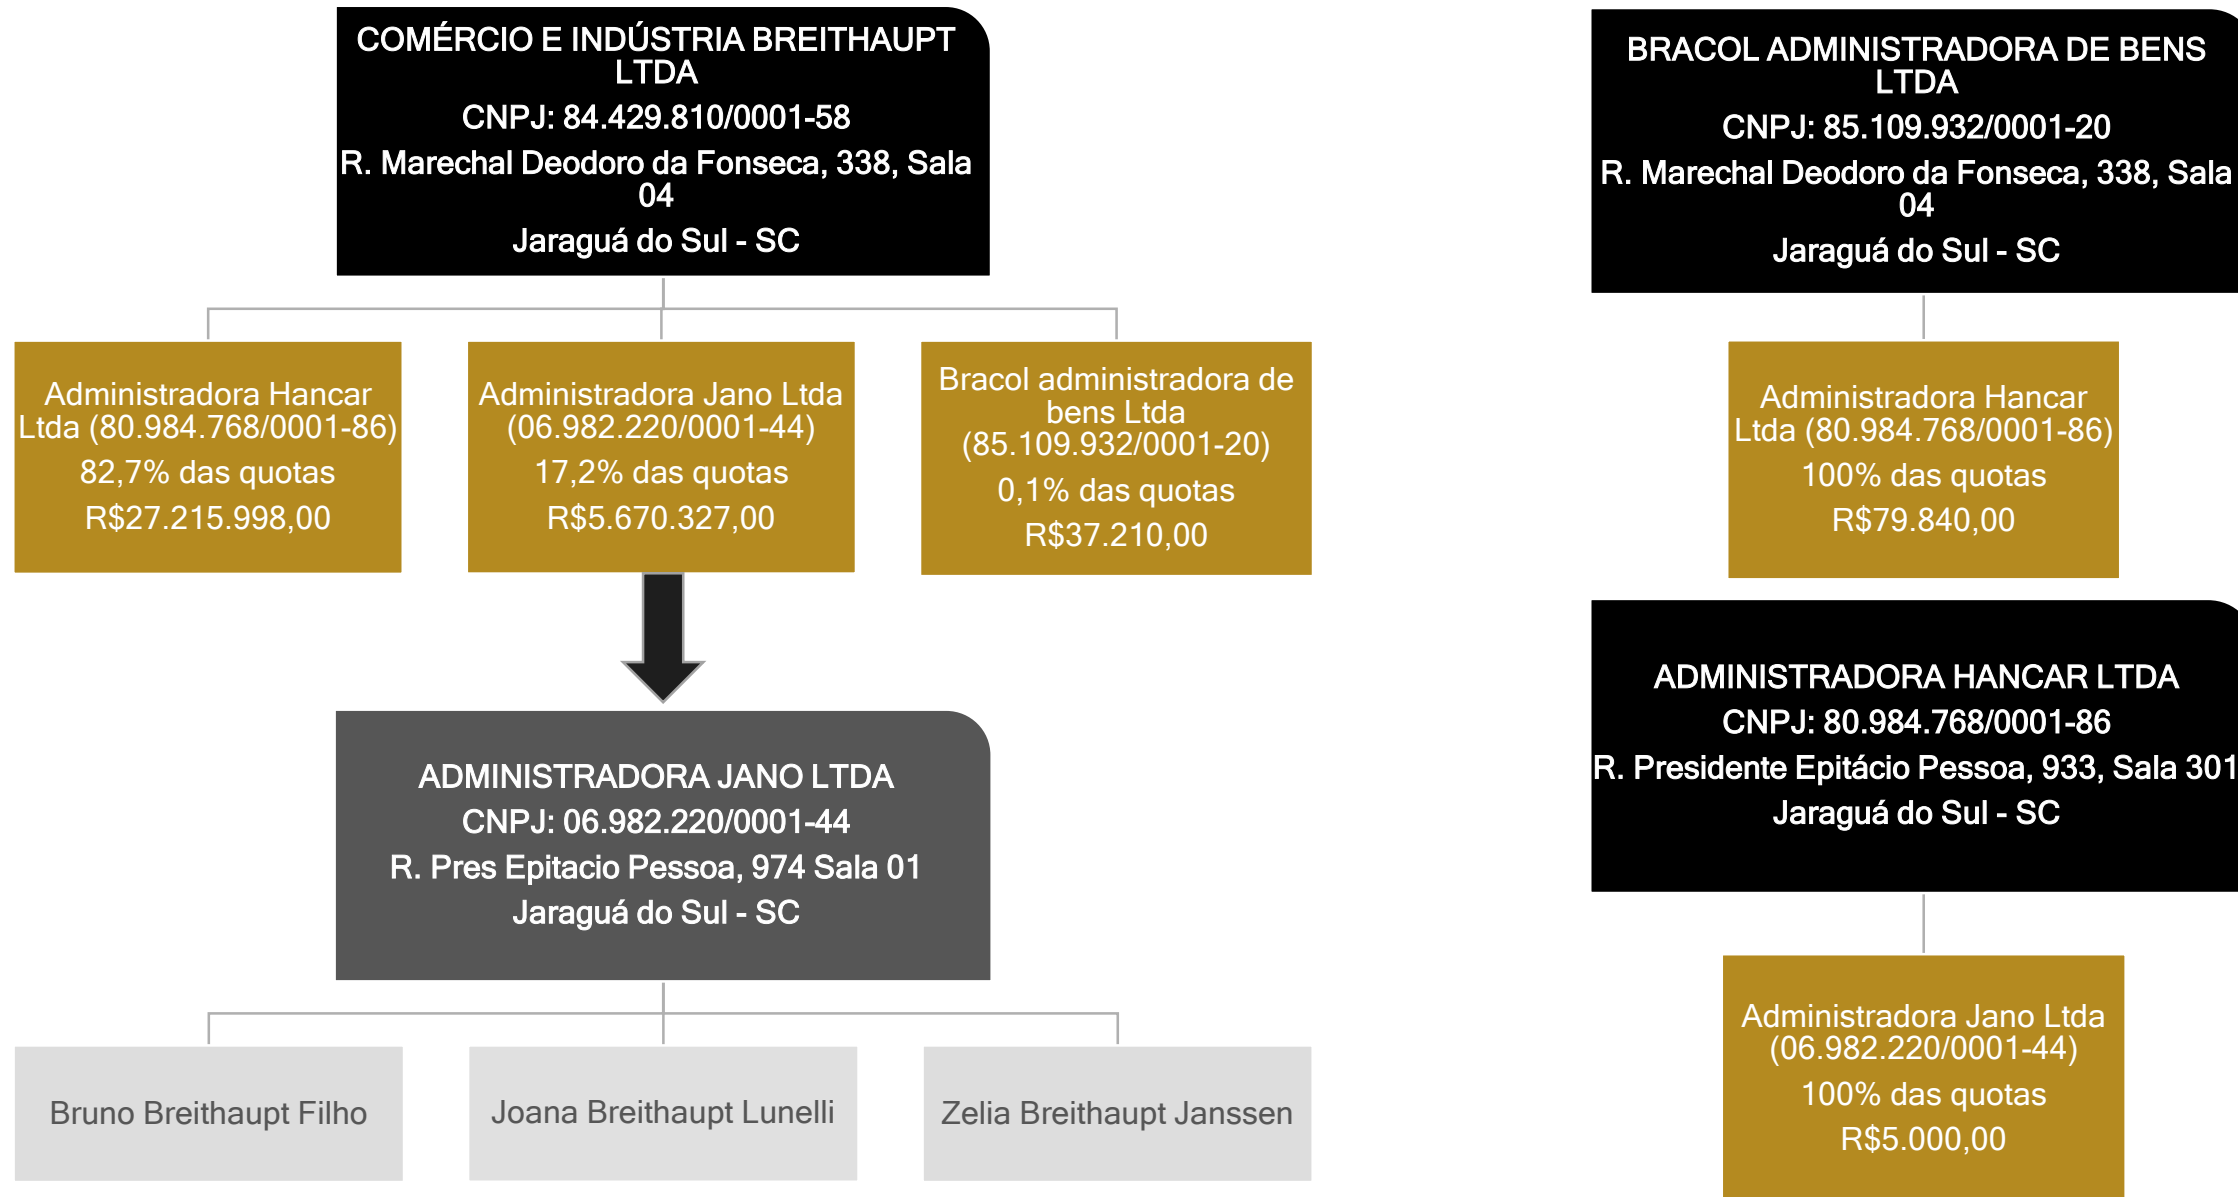 COMÉRCIO E INDÚSTRIA BREITHAUPT
LTDA
CNPJ: 84.429.810/0001-58
R. Marechal Deodoro da Fonseca, 338, Sala
04
Jaraguá do Sul - SC
Administradora Hancar
Ltda (80.984.768/0001-86)
82,7% das quotas
R$27.215.998,00
Administradora Jano Ltda
(06.982.220/0001-44)
17,2% das quotas
R$5.670.327,00
Bracol administradora de
bens Ltda
(85.109.932/0001-20)
0,1% das quotas
R$37.210,00
ADMINISTRADORA JANO LTDA
CNPJ: 06.982.220/0001-44
R. Pres Epitacio Pessoa, 974 Sala 01
Jaraguá do Sul - SC
Bruno Breithaupt Filho
Joana Breithaupt Lunelli
Zelia Breithaupt Janssen
BRACOL ADMINISTRADORA DE BENS
LTDA
CNPJ: 85.109.932/0001-20
R. Marechal Deodoro da Fonseca, 338, Sala
04
Jaraguá do Sul - SC
Administradora Hancar
Ltda (80.984.768/0001-86)
100% das quotas
R$79.840,00
ADMINISTRADORA HANCAR LTDA
CNPJ: 80.984.768/0001-86
R. Presidente Epitácio Pessoa, 933, Sala 301
Jaraguá do Sul - SC
Administradora Jano Ltda
(06.982.220/0001-44)
100% das quotas
R$5.000,00